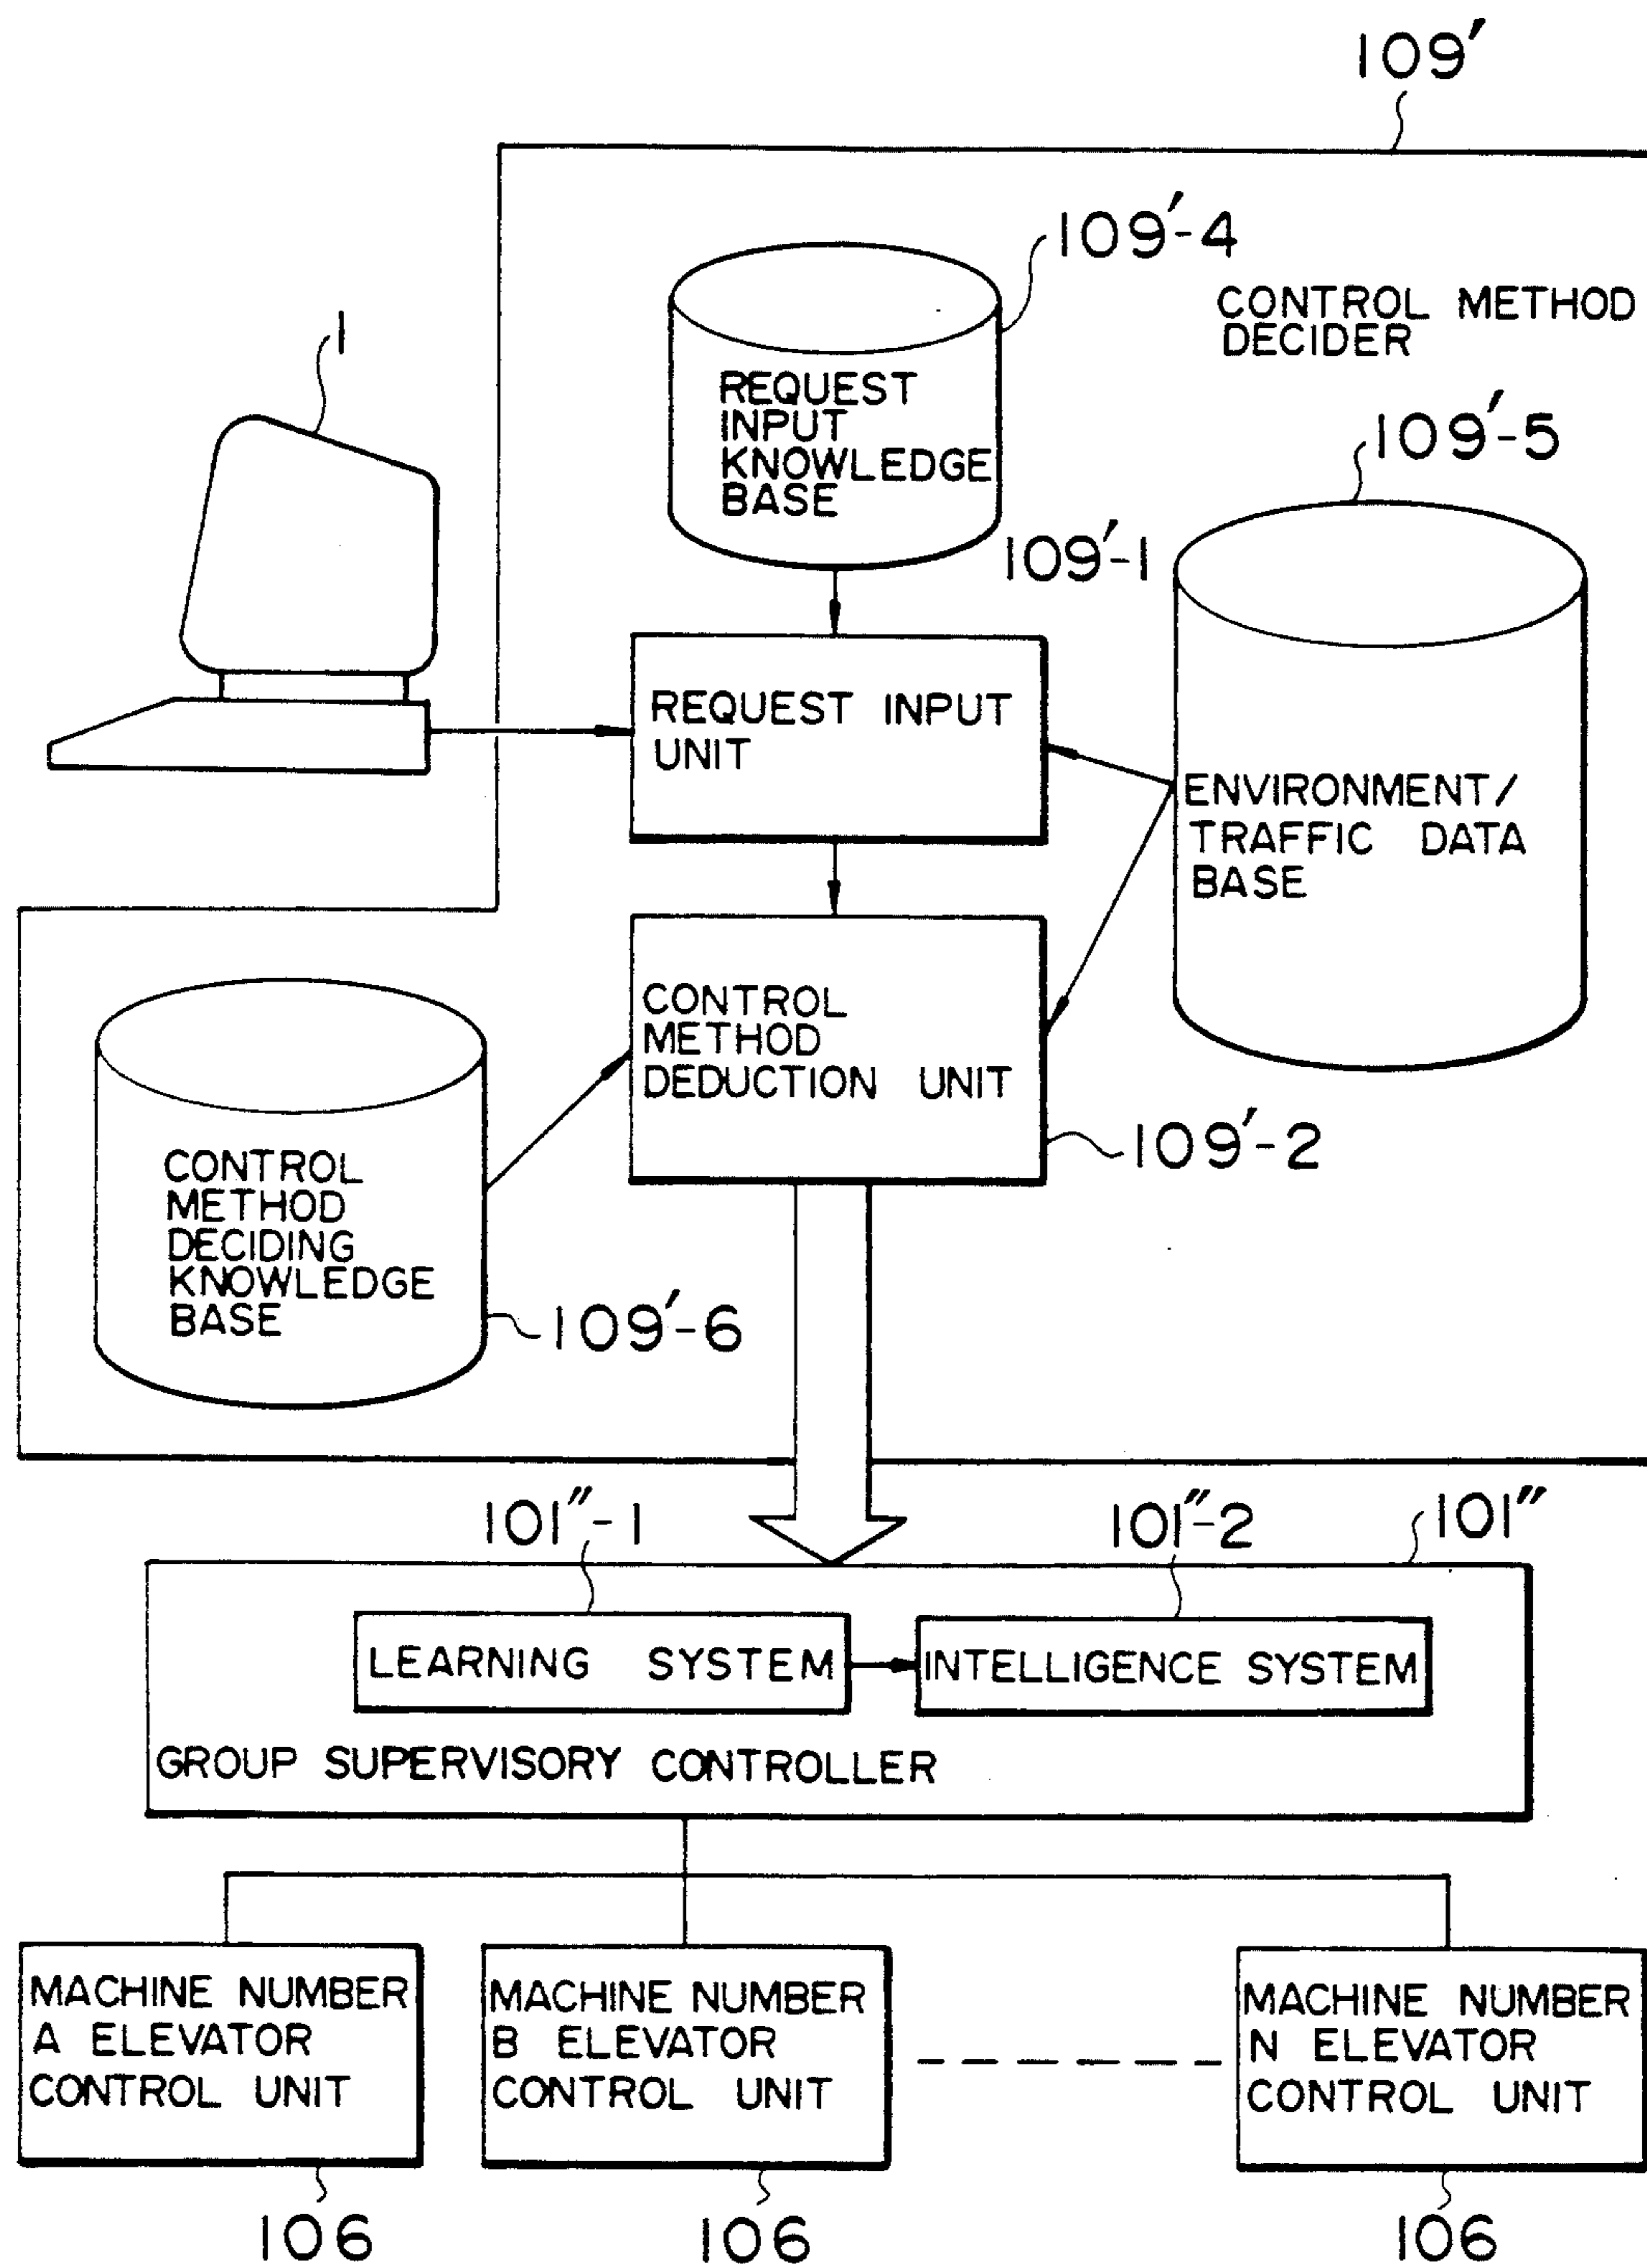 109'
109'-4
CONTROL METHOD
DECIDER
1
REQUEST
INPUT
KNOWLEDGE
BASE
109'-5
109'-1
REQUEST INPUT
UNIT
ENVIRONMENT/
TRAFFIC DATA
BASE
CONTROL
METHOD
DEDUCTION UNIT
109'-2
CONTROL
METHOD
DECIDING
KNOWLEDGE
BASE
109'-6
101"-1
101"-2
101"
LEARNING SYSTEM
INTELLIGENCE SYSTEM
GROUP SUPERVISORY CONTROLLER
MACHINE NUMBER
A ELEVATOR
CONTROL UNIT
MACHINE NUMBER
B ELEVATOR
CONTROL UNIT
MACHINE NUMBER
N ELEVATOR
CONTROL UNIT
106
106
106